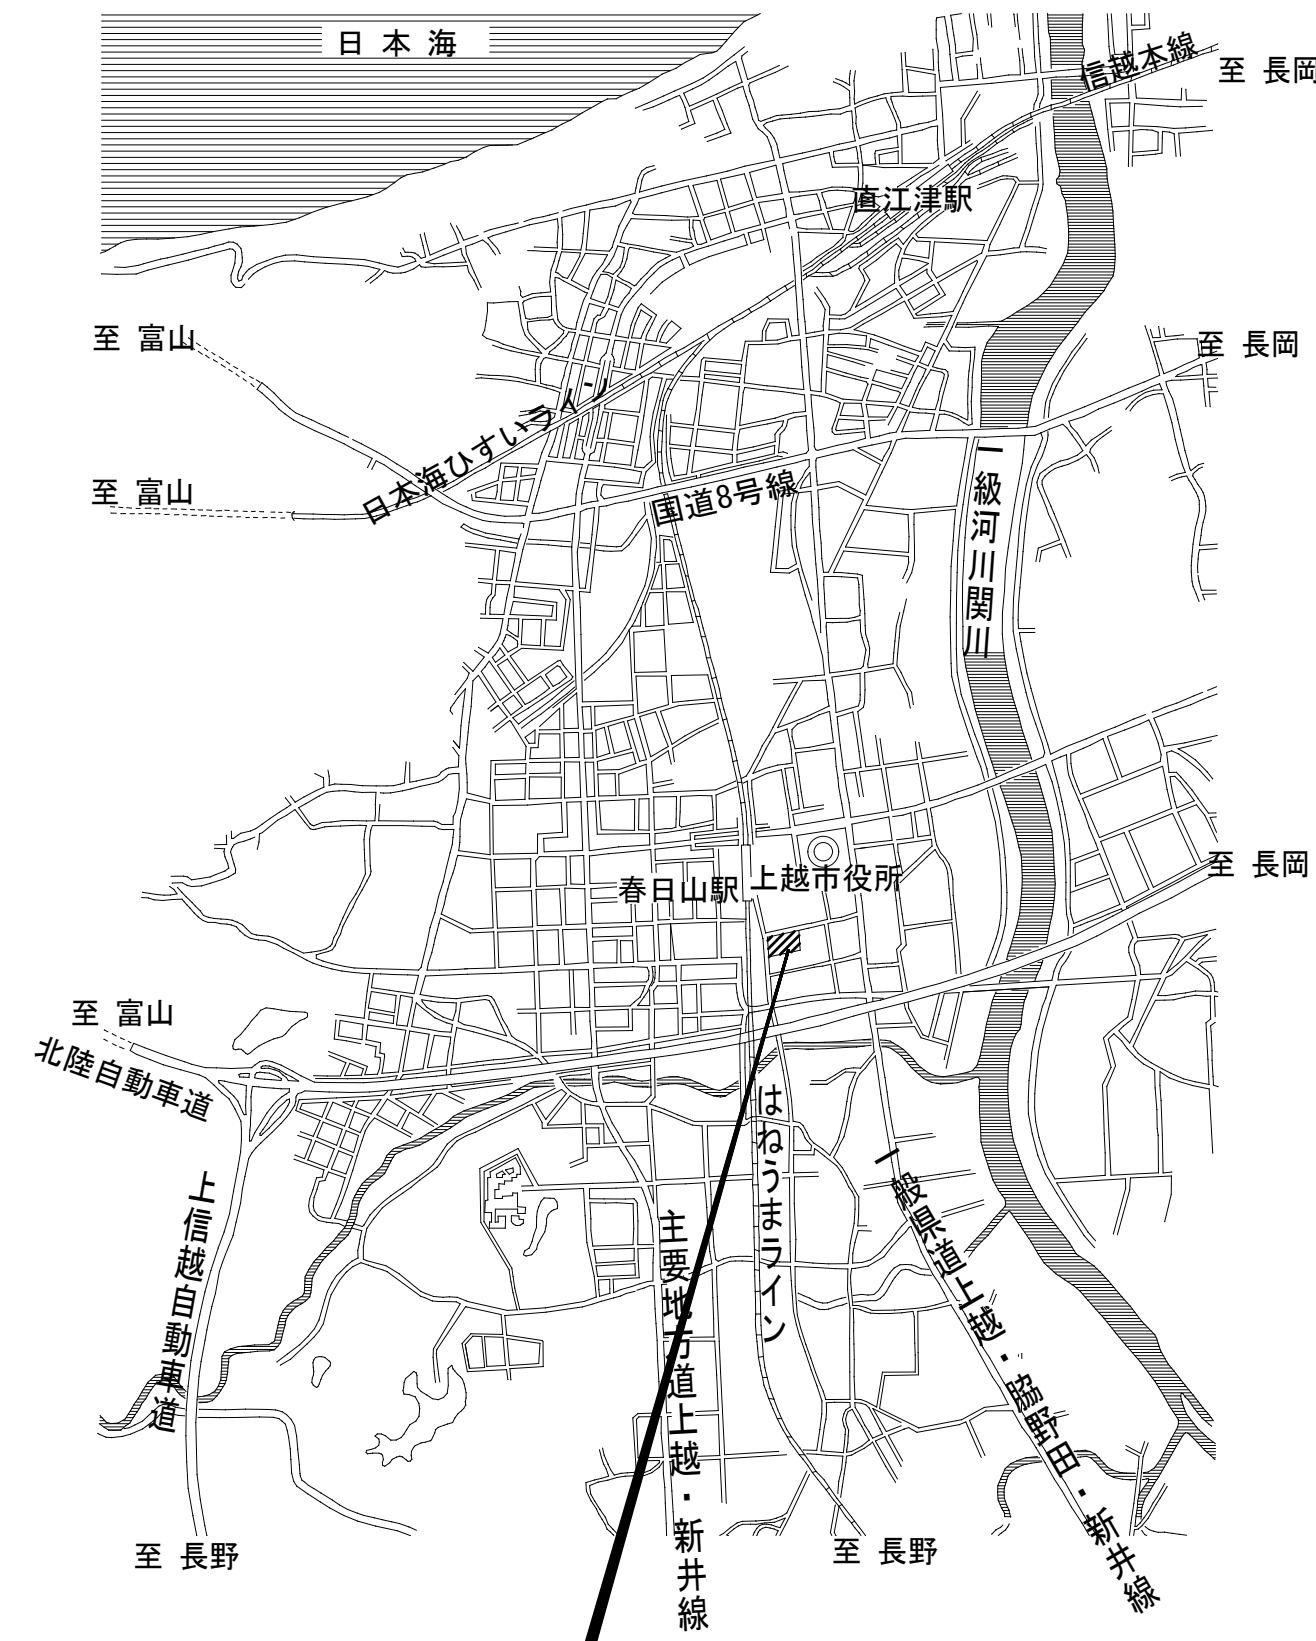 日本海
信越本線
至 長岡
直江津駅
至 富山
至 長岡
日本海ひすいライン
至 富山
国道8号線
一級河川関川
至 長岡
春日山駅
上越市役所
至 富山
北陸自動車道
はねうまライン
一般県道上越・脇野田・新井線
上信越自動車道
主要地方道上越・新井線
至 長野
至 長野